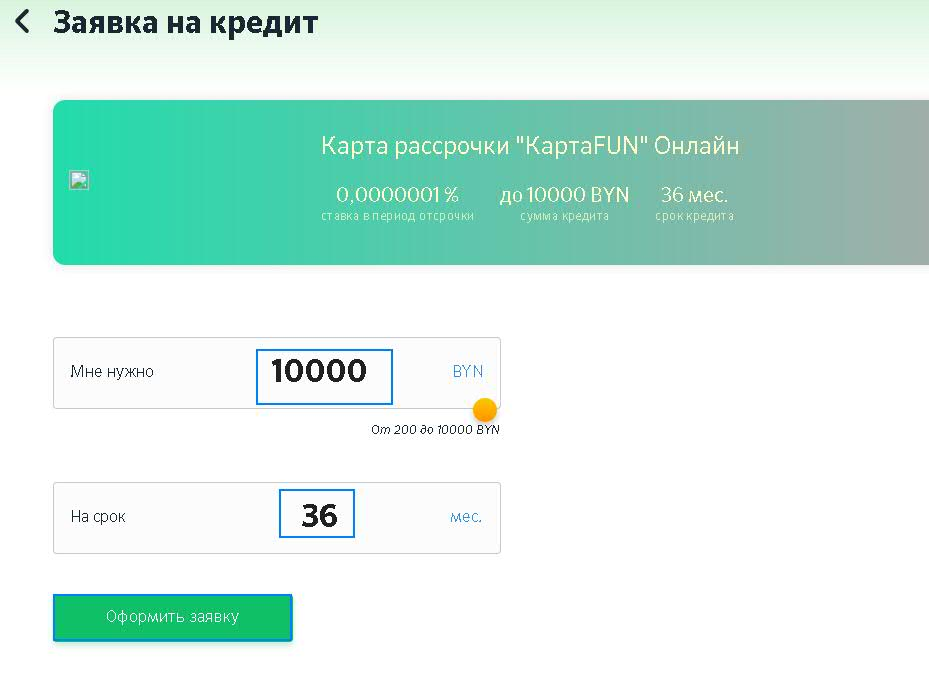 Заявка на кредит
Карта рассрочки "КартаFUN" Онлайн
0,0000001 % до 10000 BYN 36 мес.
ставка в период отсрочки сумма кредита срок кредита
Мне нужно 10000 BYN
От 200 до 10000 BYN
На срок 36 мес.
Оформить заявку